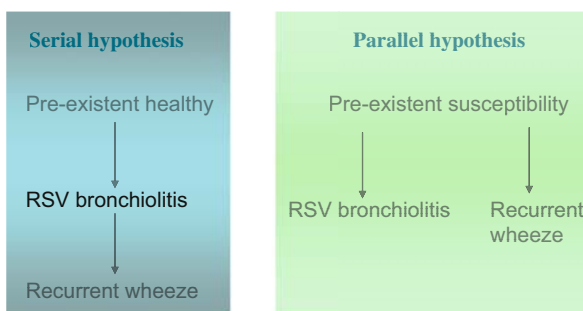 Serial hypothesis
Pre-existent healthy
RSV bronchiolitis
Recurrent wheeze
Parallel hypothesis
Pre-existent susceptibility
RSV bronchiolitis
Recurrent
wheeze